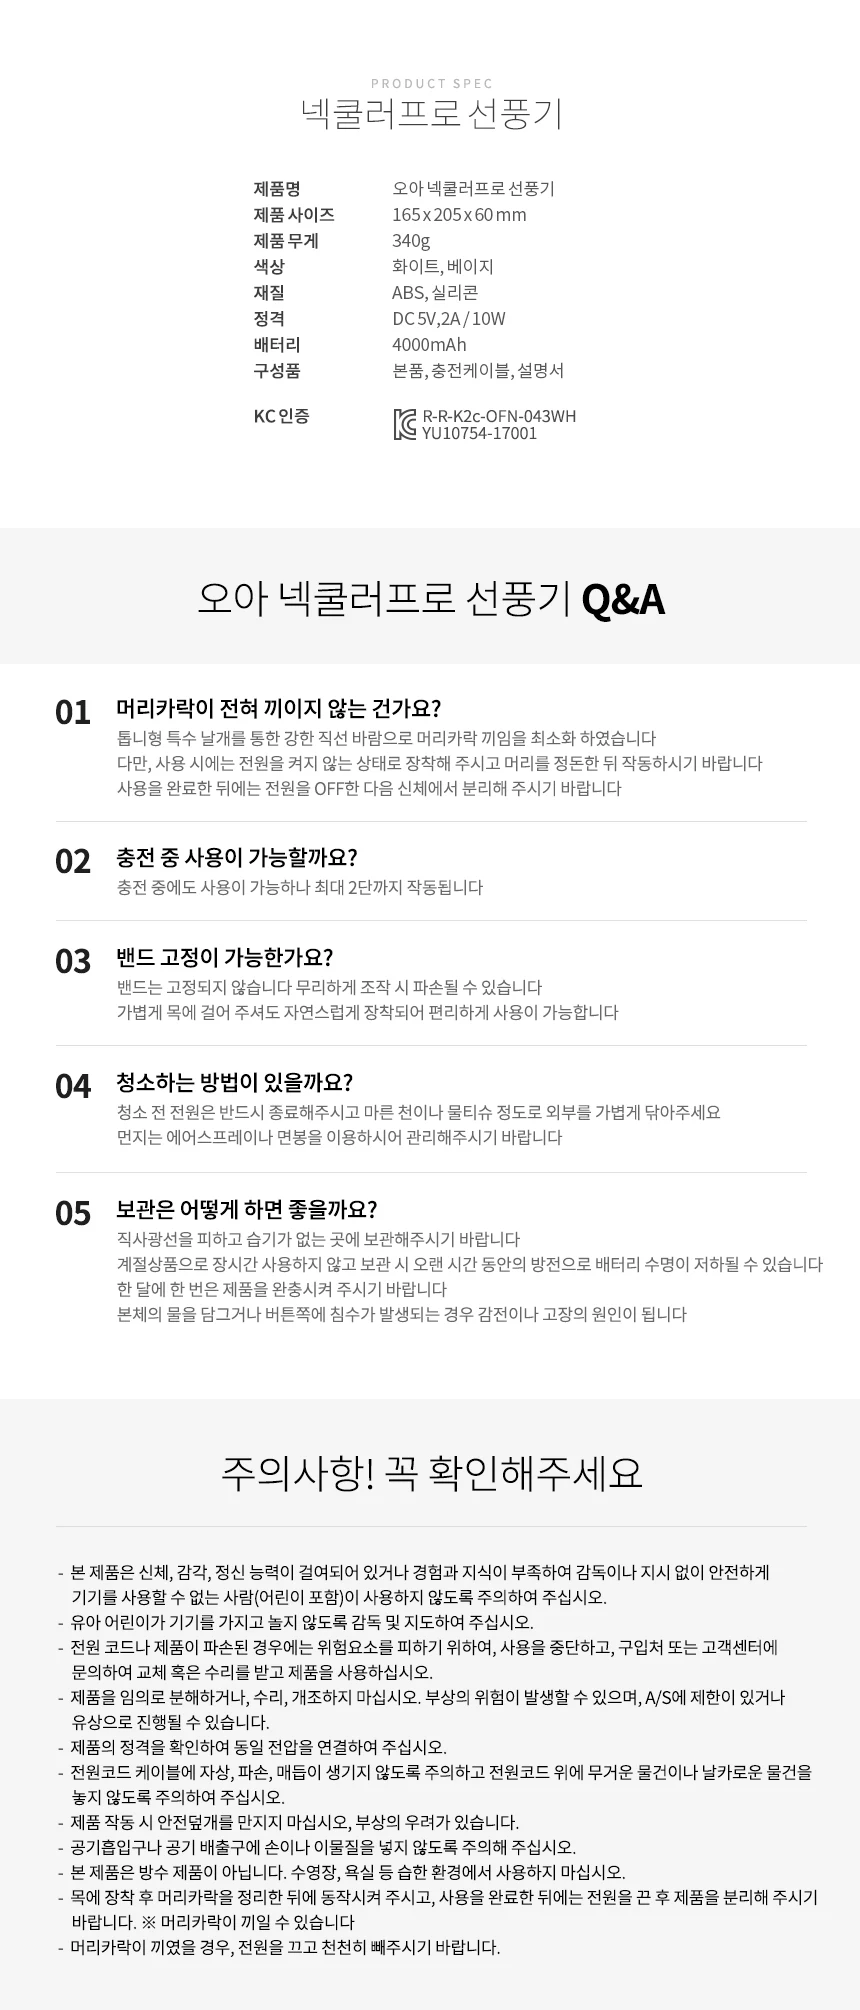 PRODUCT SPEC
넥쿨러프로 선풍기
제품명 오아 넥쿨러프로 선풍기
제품 사이즈 165 x 205 x 60 mm
제품 무게 340g
색상 화이트, 베이지
재질 ABS, 실리콘
정격 DC 5V,2A / 10W
배터리 4000mAh
구성품 본품, 충전케이블, 설명서
KC 인증 R-R-K2c-OFN-043WH
YU10754-17001
오아 넥쿨러프로 선풍기 Q&A
01 머리카락이 전혀 끼이지 않는 건가요?
톱니형 특수 날개를 통한 강한 직선 바람으로 머리카락 끼임을 최소화 하였습니다
다만, 사용 시에는 전원을 켜지 않는 상태로 장착해 주시고 머리를 정돈한 뒤 작동하시기 바랍니다
사용을 완료한 뒤에는 전원을 OFF한 다음 신체에서 분리해 주시기 바랍니다
02 충전 중 사용이 가능할까요?
충전 중에도 사용이 가능하나 최대 2단까지 작동됩니다
03 밴드 고정이 가능한가요?
밴드는 고정되지 않습니다 무리하게 조작 시 파손될 수 있습니다
가볍게 목에 걸어 주셔도 자연스럽게 장착되어 편리하게 사용이 가능합니다
04 청소하는 방법이 있을까요?
청소 전 전원은 반드시 종료해주시고 마른 천이나 물티슈 정도로 외부를 가볍게 닦아주세요
먼지는 에어스프레이나 면봉을 이용하시어 관리해주시기 바랍니다
05 보관은 어떻게 하면 좋을까요?
직사광선을 피하고 습기가 없는 곳에 보관해주시기 바랍니다
계절상품으로 장시간 사용하지 않고 보관 시 오랜 시간 동안의 방전으로 배터리 수명이 저하될 수 있습니다
한 달에 한 번은 제품을 완충시켜 주시기 바랍니다
본체의 물을 담그거나 버튼쪽에 침수가 발생되는 경우 감전이나 고장의 원인이 됩니다
주의사항! 꼭 확인해주세요
- 본 제품은 신체, 감각, 정신 능력이 걸여되어 있거나 경험과 지식이 부족하여 감독이나 지시 없이 안전하게
기기를 사용할 수 없는 사람(어린이 포함)이 사용하지 않도록 주의하여 주십시오.
- 유아 어린이가 기기를 가지고 놀지 않도록 감독 및 지도하여 주십시오.
- 전원 코드나 제품이 파손된 경우에는 위험요소를 피하기 위하여, 사용을 중단하고, 구입처 또는 고객센터에
문의하여 교체 혹은 수리를 받고 제품을 사용하십시오.
- 제품을 임의로 분해하거나, 수리, 개조하지 마십시오. 부상의 위험이 발생할 수 있으며, A/S에 제한이 있거나
유상으로 진행될 수 있습니다.
- 제품의 정격을 확인하여 동일 전압을 연결하여 주십시오.
- 전원코드 케이블에 자상, 파손, 매듭이 생기지 않도록 주의하고 전원코드 위에 무거운 물건이나 날카로운 물건을
놓지 않도록 주의하여 주십시오.
- 제품 작동 시 안전덮개를 만지지 마십시오, 부상의 우려가 있습니다.
- 공기흡입구나 공기 배출구에 손이나 이물질을 넣지 않도록 주의해 주십시오.
- 본 제품은 방수 제품이 아닙니다. 수영장, 욕실 등 습한 환경에서 사용하지 마십시오.
- 목에 장착 후 머리카락을 정리한 뒤에 동작시켜 주시고, 사용을 완료한 뒤에는 전원을 끈 후 제품을 분리해 주시기
바랍니다. ※ 머리카락이 끼일 수 있습니다
- 머리카락이 끼였을 경우, 전원을 끄고 천천히 빼주시기 바랍니다.